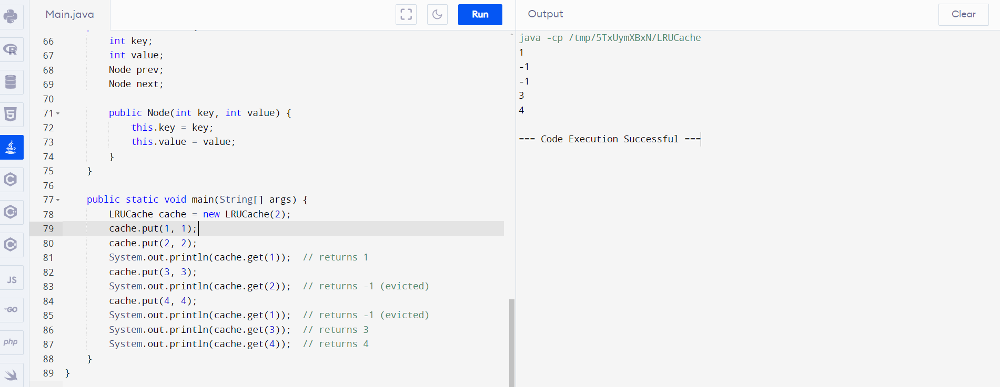 Main.java
Run
Output
Clear
66 int key;
67 int value;
68 Node prev;
69 Node next;
70
71 public Node(int key, int value) {
72 this.key = key;
73 this.value = value;
74 }
75 }
76
77 public static void main(String[] args) {
78 LRUCache cache = new LRUCache(2);
79 cache.put(1, 1);
80 cache.put(2, 2);
81 System.out.println(cache.get(1));  // returns 1
82 cache.put(3, 3);
83 System.out.println(cache.get(2));  // returns -1 (evicted)
84 cache.put(4, 4);
85 System.out.println(cache.get(1));  // returns -1 (evicted)
86 System.out.println(cache.get(3));  // returns 3
87 System.out.println(cache.get(4));  // returns 4
88 }
89 }
java -cp /tmp/5TxUymXBxN/LRUCache
1
-1
-1
3
4
=== Code Execution Successful ===
R
5
C
C
C
JS
GO
php